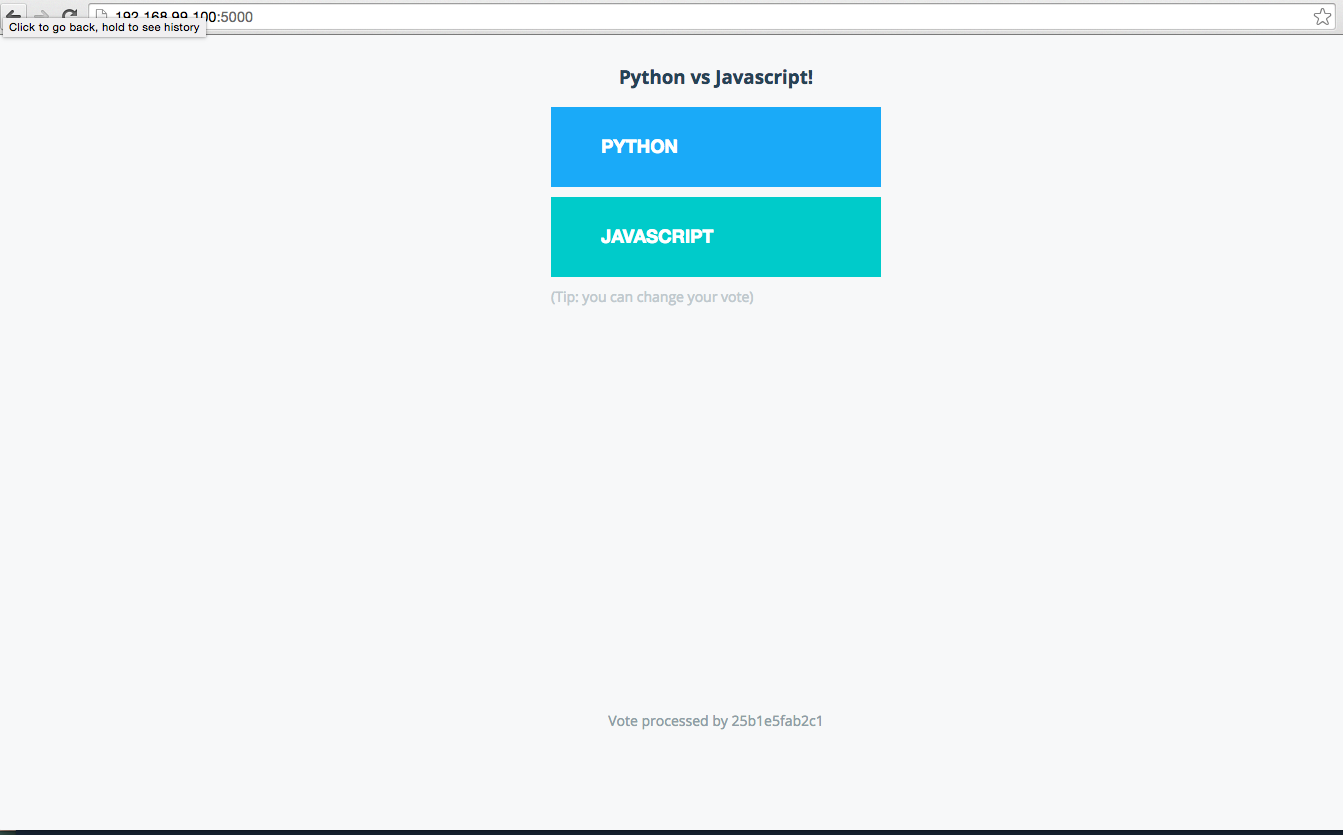 192.168.99.100:5000
Click to go back, hold to see history
Python vs Javascript!
PYTHON
JAVASCRIPT
(Tip: you can change your vote)
Vote processed by 25b1e5fab2c1